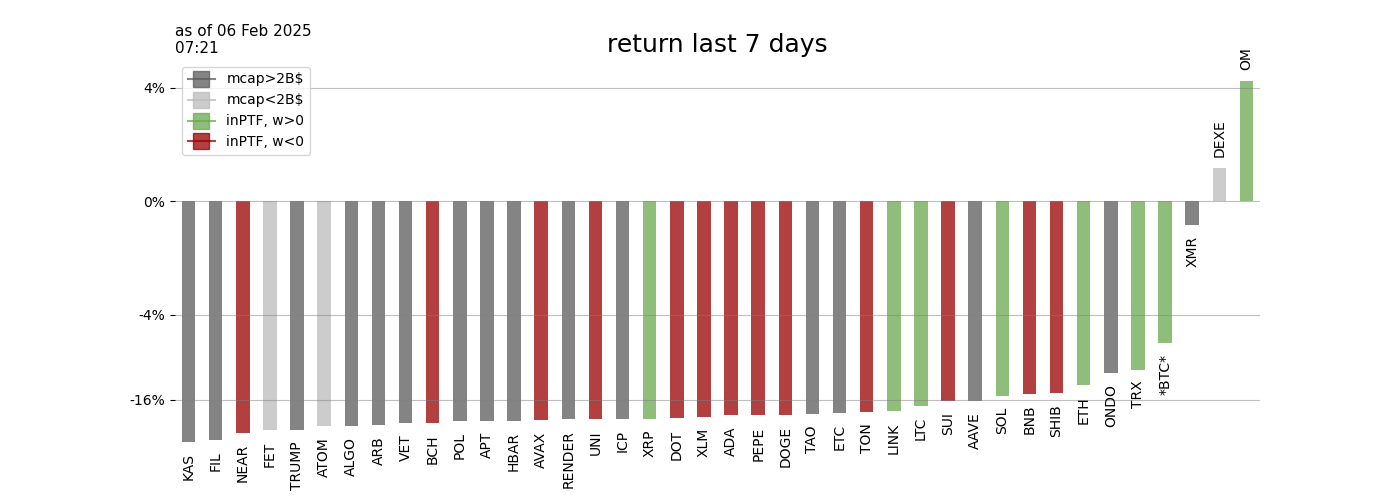 as of 06 Feb 2025
07:21
return last 7 days
mcap>2B$
mcap<2B$
inPTF, w>0
inPTF, w<0
4%
0%
-4%
-16%
KAS
FIL
NEAR
FET
TRUMP
ATOM
ALGO
ARB
VET
BCH
POL
APT
HBAR
AVAX
RENDER
UNI
ICP
XRP
DOT
XLM
ADA
PEPE
DOGE
TAO
ETC
TON
LINK
LTC
SUI
AAVE
SOL
BNB
SHIB
ETH
ONDO
TRX
*BTC*
XMR
DEXE
OM